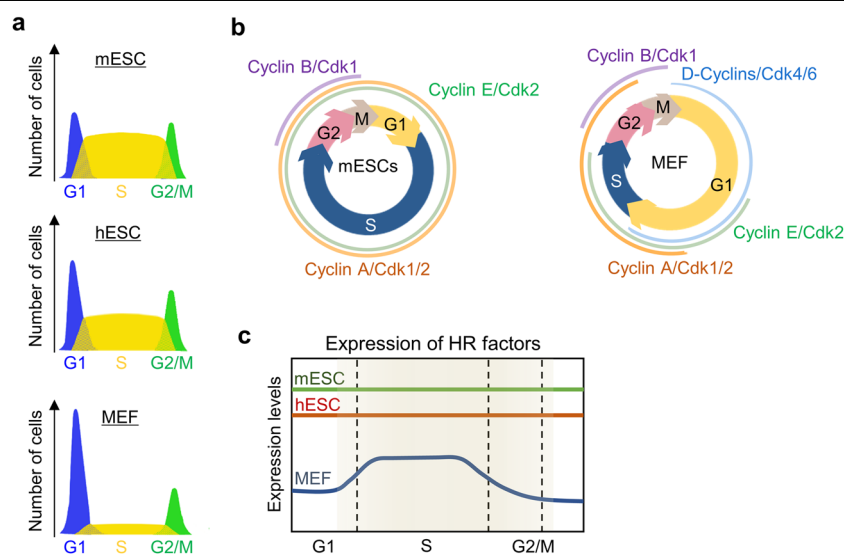 a
mESC
Number of cells
G1 S G2/M
hESC
Number of cells
G1 S G2/M
MEF
Number of cells
G1 S G2/M
b
Cyclin B/Cdk1
Cyclin E/Cdk2
M
G1
G2
mESCs
S
Cyclin A/Cdk1/2
Cyclin B/Cdk1
D-Cyclins/Cdk4/6
M
G2
MEF
S
G1
Cyclin E/Cdk2
Cyclin A/Cdk1/2
c
Expression of HR factors
Expression levels
mESC
hESC
MEF
G1 S G2/M